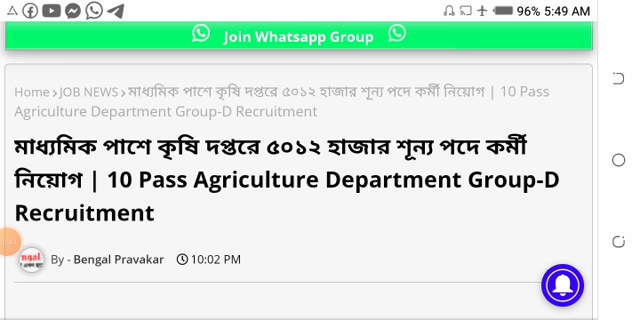 96% 5:49 AM
Join Whatsapp Group
Home › JOB NEWS › মাধ্যমিক পাশে কৃষি দপ্তরে ৫০১২ হাজার শূন্য পদে কর্মী নিয়োগ | 10 Pass
Agriculture Department Group-D Recruitment
মাধ্যমিক পাশে কৃষি দপ্তরে ৫০১২ হাজার শূন্য পদে কর্মী
নিয়োগ | 10 Pass Agriculture Department Group-D
Recruitment
By - Bengal Pravakar 10:02 PM